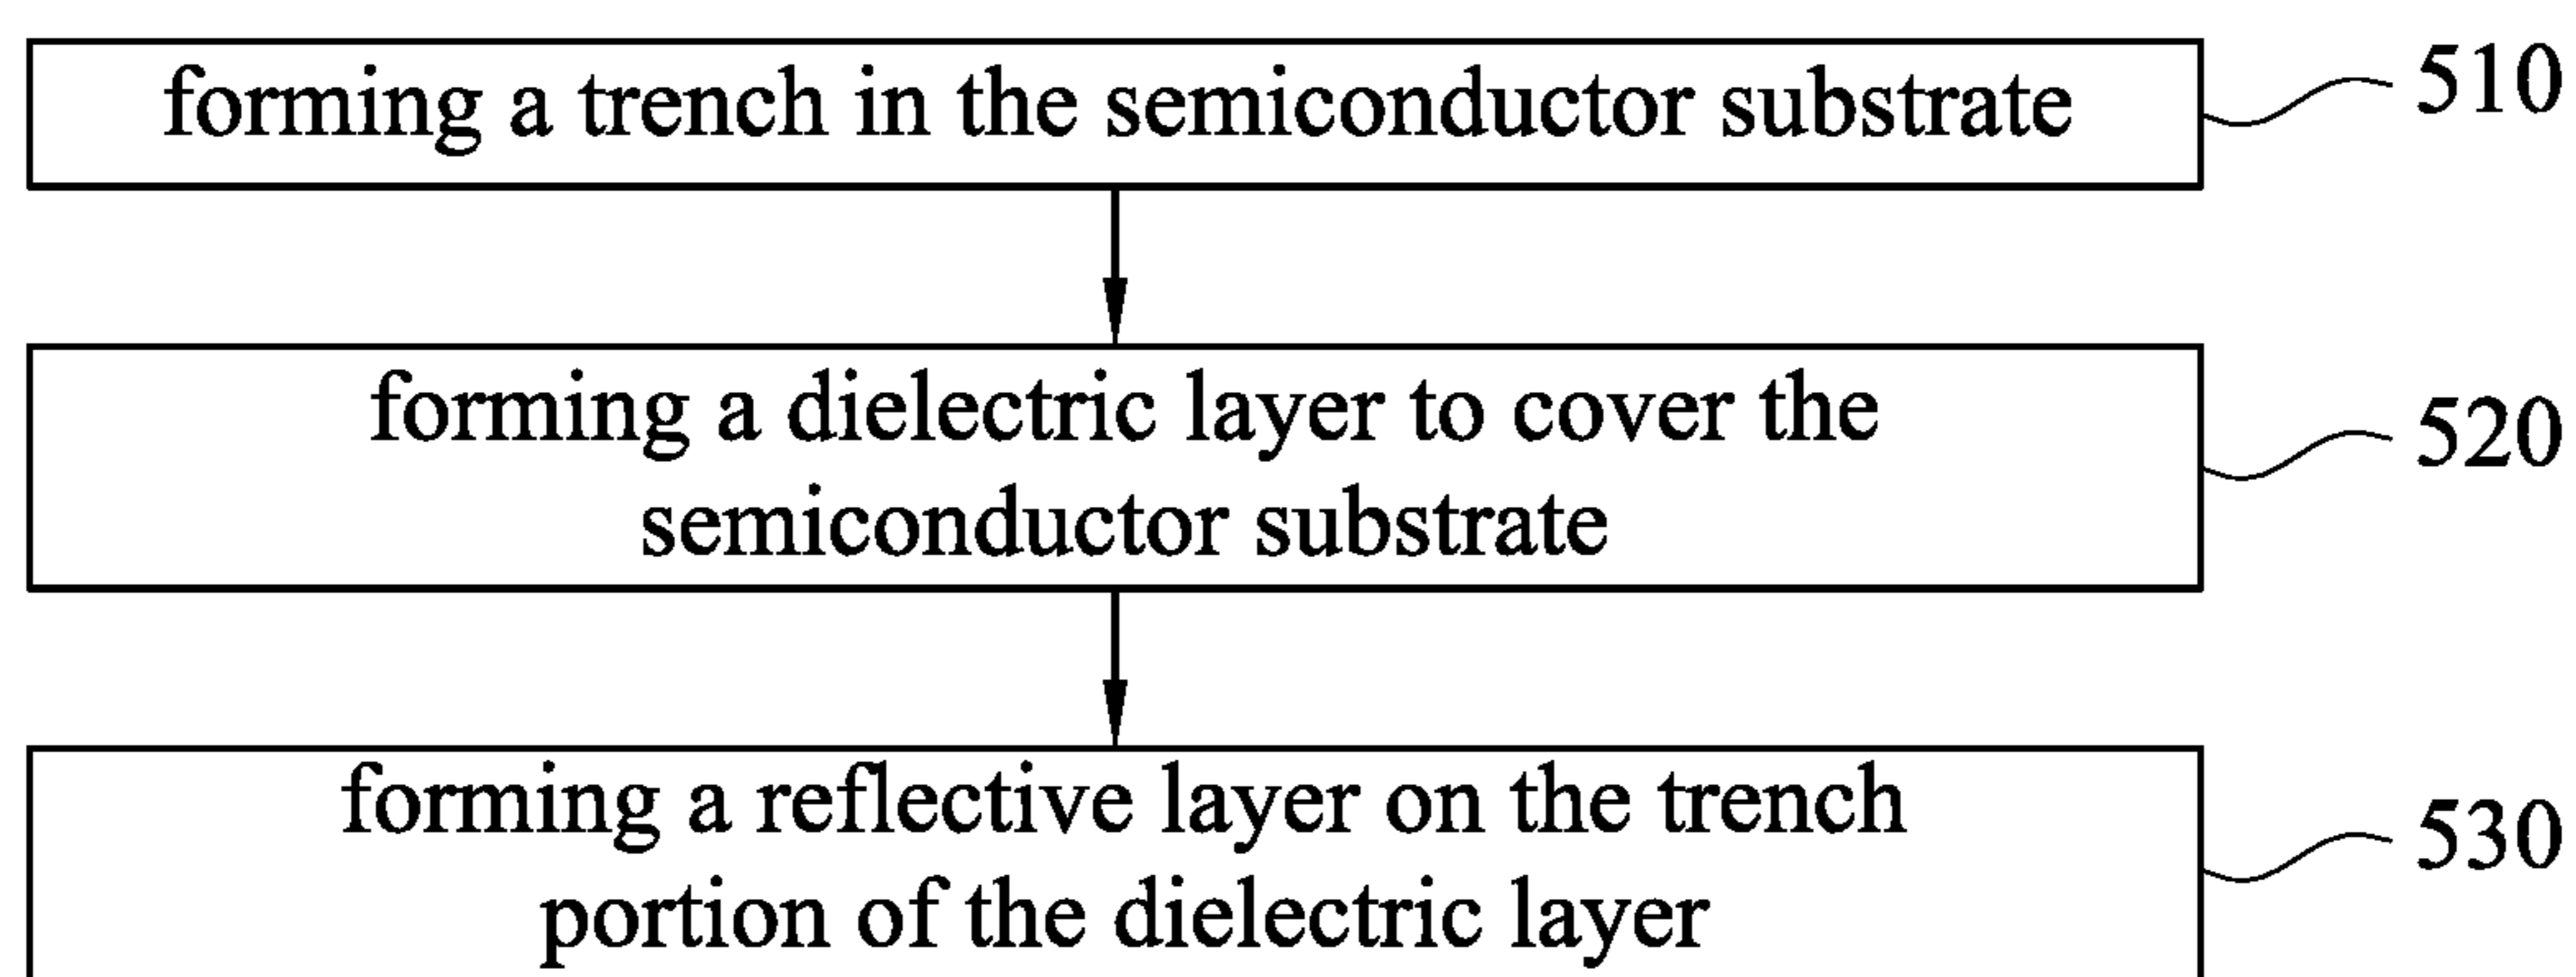 forming a trench in the semiconductor substrate
510
forming a dielectric layer to cover the
semiconductor substrate
520
forming a reflective layer on the trench
portion of the dielectric layer
530